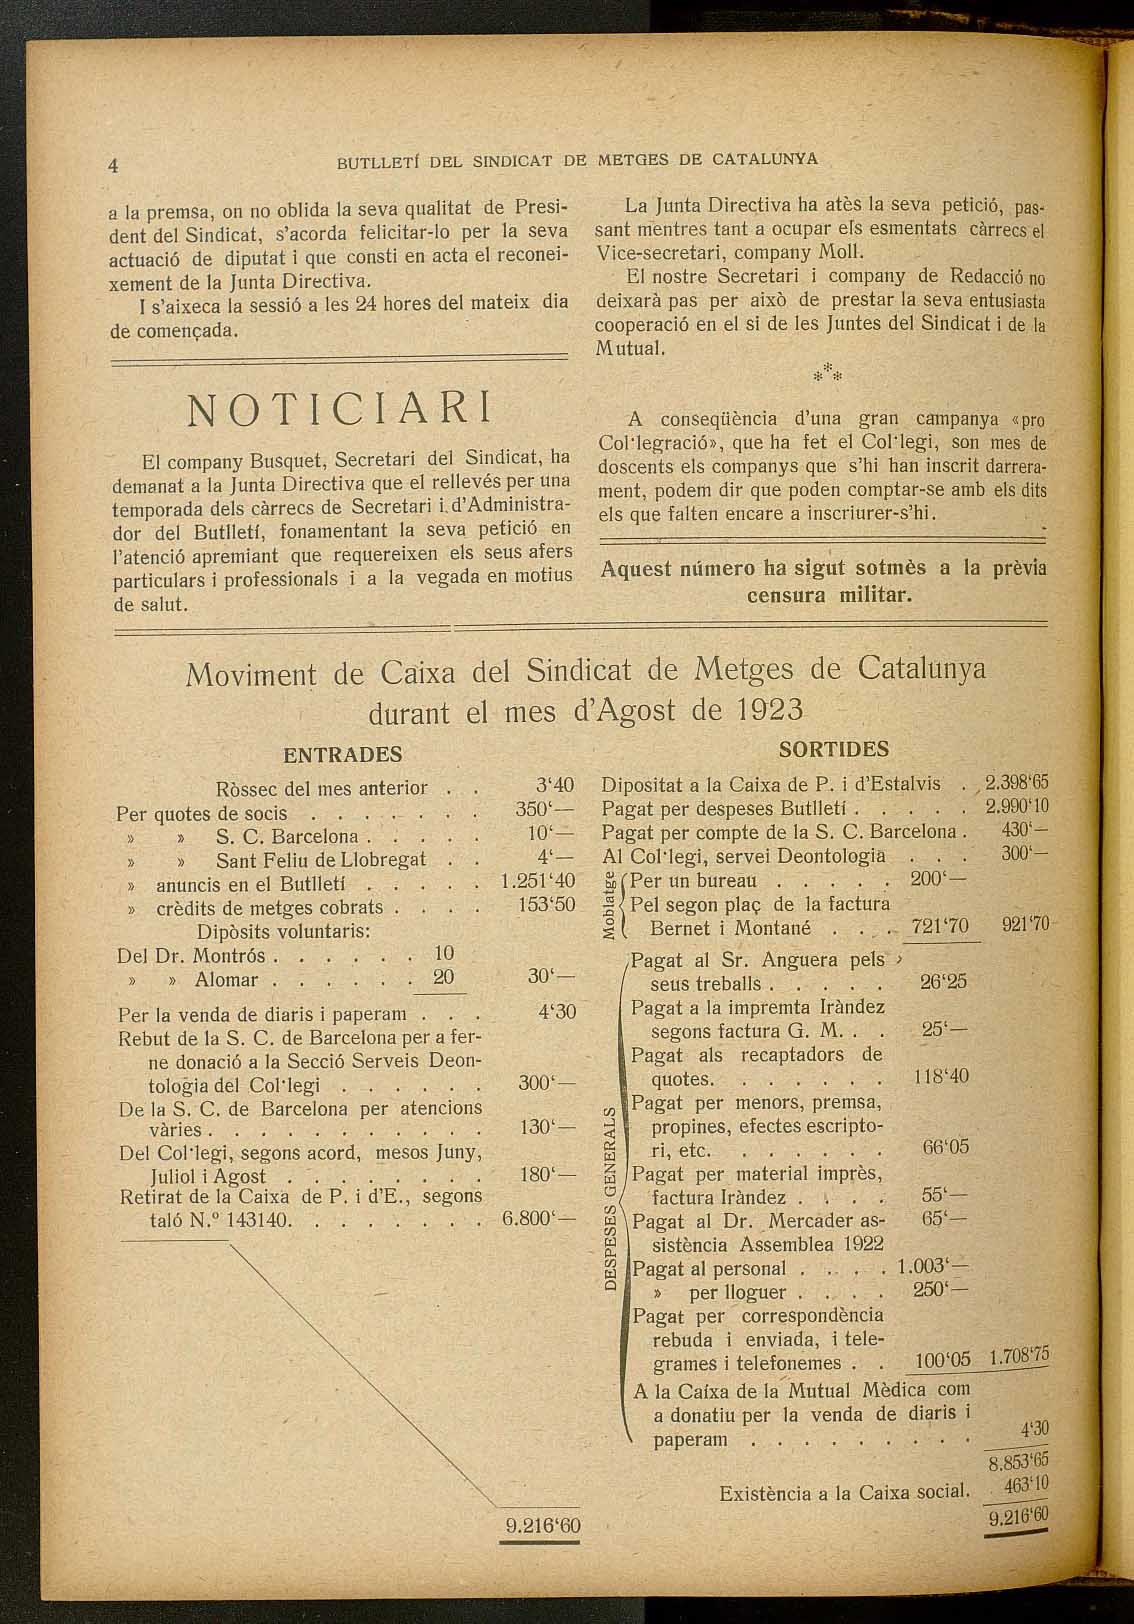 4
BUTLLETÍ DEL SINDICAT DE METGES DE CATALUNYA
a la premsa, on no oblida la seva qualitat de Presi-
dent del Sindicat, s'acorda felicitar-lo per la seva
actuació de diputat i que consti en acta el reconei-
xement de la Junta Directiva.
I s'aixeca la sessió a les 24 hores del mateix dia
de començada.
NOTICIARI
El company Busquet, Secretari del Sindicat, ha
demanat a la Junta Directiva que el rellevés per una
temporada dels càrrecs de Secretari i d'Administra-
dor del Butlletí, fonamentant la seva petició en
l'atenció apremiant que requereixen els seus afers
particulars i professionals i a la vegada en motius
de salut.
La Junta Directiva ha atès la seva petició, pas-
sant mentres tant a ocupar els esmentats càrrecs el
Vice-secretari, company Moll.
El nostre Secretari i company de Redacció no
deixarà pas per això de prestar la seva entusiasta
cooperació en el si de les Juntes del Sindicat i de la
Mutual.
***
A conseqüència d'una gran campanya «pro
Col·legració», que ha fet el Col·legi, son mes de
doscents els companys que s'hi han inscrit darrera-
ment, podem dir que poden comptar-se amb els dits
els que falten encare a inscriurer-s'hi.
Aquest número ha sigut sotmès a la prèvia
censura militar.
Moviment de Caixa del Sindicat de Metges de Catalunya
durant el mes d'Agost de 1923
ENTRADES
Ròssec del mes anterior . . 3'40
Per quotes de socis . . . . . . . 350'—
» » S. C. Barcelona . . . . . 10'—
» » Sant Feliu de Llobregat . . 4'—
» anuncis en el Butlletí . . . . . 1.251'40
» crèdits de metges cobrats . . . . 153'50
Dipòsits voluntaris:
Del Dr. Montrós . . . . . . 10
» » Alomar . . . . . . 20 30'—
Per la venda de diaris i paperam . . . 4'30
Rebut de la S. C. de Barcelona per a fer-
ne donació a la Secció Serveis Deon-
tologia del Col·legi . . . . . . 300'—
De la S. C. de Barcelona per atencions
vàries . . . . . . . . . . . 130'—
Del Col·legi, segons acord, mesos Juny,
Juliol i Agost . . . . . . . . 180'—
Retirat de la Caixa de P. i d'E., segons
taló N.º 143140. . . . . . . . 6.800'—
9.216'60
SORTIDES
Dipositat a la Caixa de P. i d'Estalvis . 2.398'65
Pagat per despeses Butlletí . . . . . 2.990'10
Pagat per compte de la S. C. Barcelona . 430'—
Al Col·legi, servei Deontologia . . . 300'—
Moblatge
Per un bureau . . . . . 200'—
Pel segon plaç de la factura
Bernet i Montané . . . 721'70 921'70
DESPESES GENERALS
Pagat al Sr. Anguera pels
seus treballs . . . . . 26'25
Pagat a la impremta Iràndez
segons factura G. M. . . 25'—
Pagat als recaptadors de
quotes. . . . . . . 118'40
Pagat per menors, premsa,
propines, efectes escripto-
ri, etc. . . . . . . 66'05
Pagat per material imprès,
factura Iràndez . . . . 55'—
Pagat al Dr. Mercader as- 65'—
sistència Assemblea 1922
Pagat al personal . . . . 1.003'—
» per lloguer . . . . 250'—
Pagat per correspondència
rebuda i enviada, i tele-
grames i telefonemes . . 100'05 1.708'75
A la Caixa de la Mutual Mèdica com
a donatiu per la venda de diaris i
paperam . . . . . . . . . 4'30
8.853'65
Existència a la Caixa social. 463'10
9.216'60